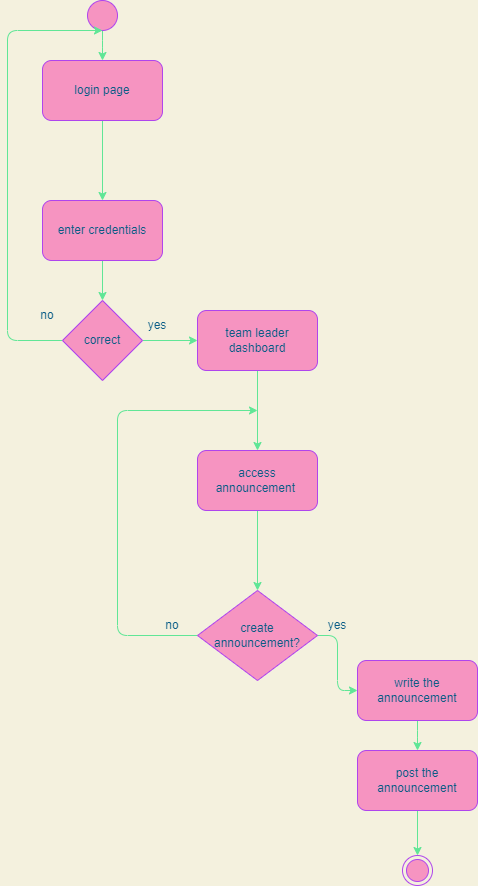 login page
enter credentials
no
yes
correct
team leader
dashboard
access
announcement
no
yes
create
announcement?
write the
announcement
post the
announcement